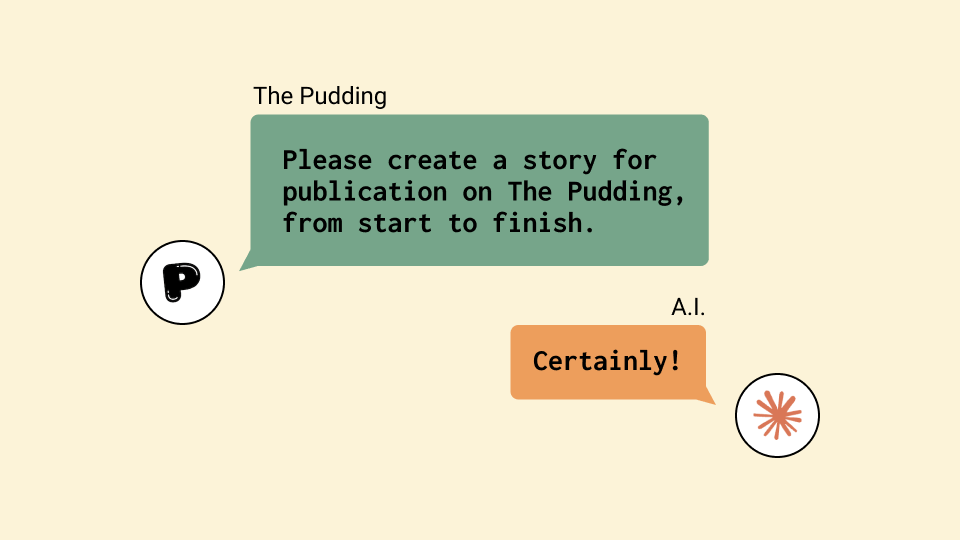 The Pudding
Please create a story for
publication on The Pudding,
from start to finish.
P
A.I.
Certainly!